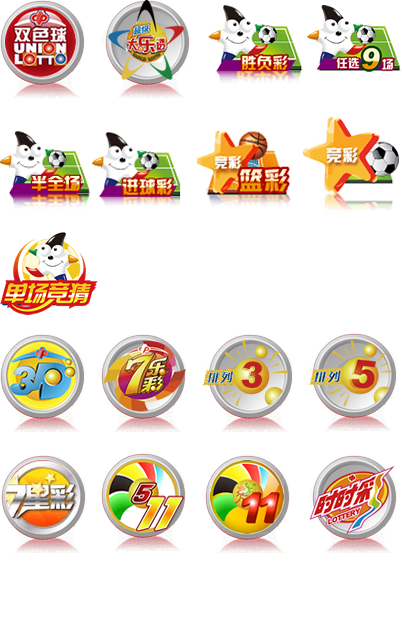 双色球
UNION
LOTTO
超级
大乐透
胜负彩
任选9场
半全场
进球彩
竞彩
篮彩
竞彩
单场竞猜
3D
7乐彩
排列3
排列5
7星彩
5
11
11
时时彩
LOTTERY